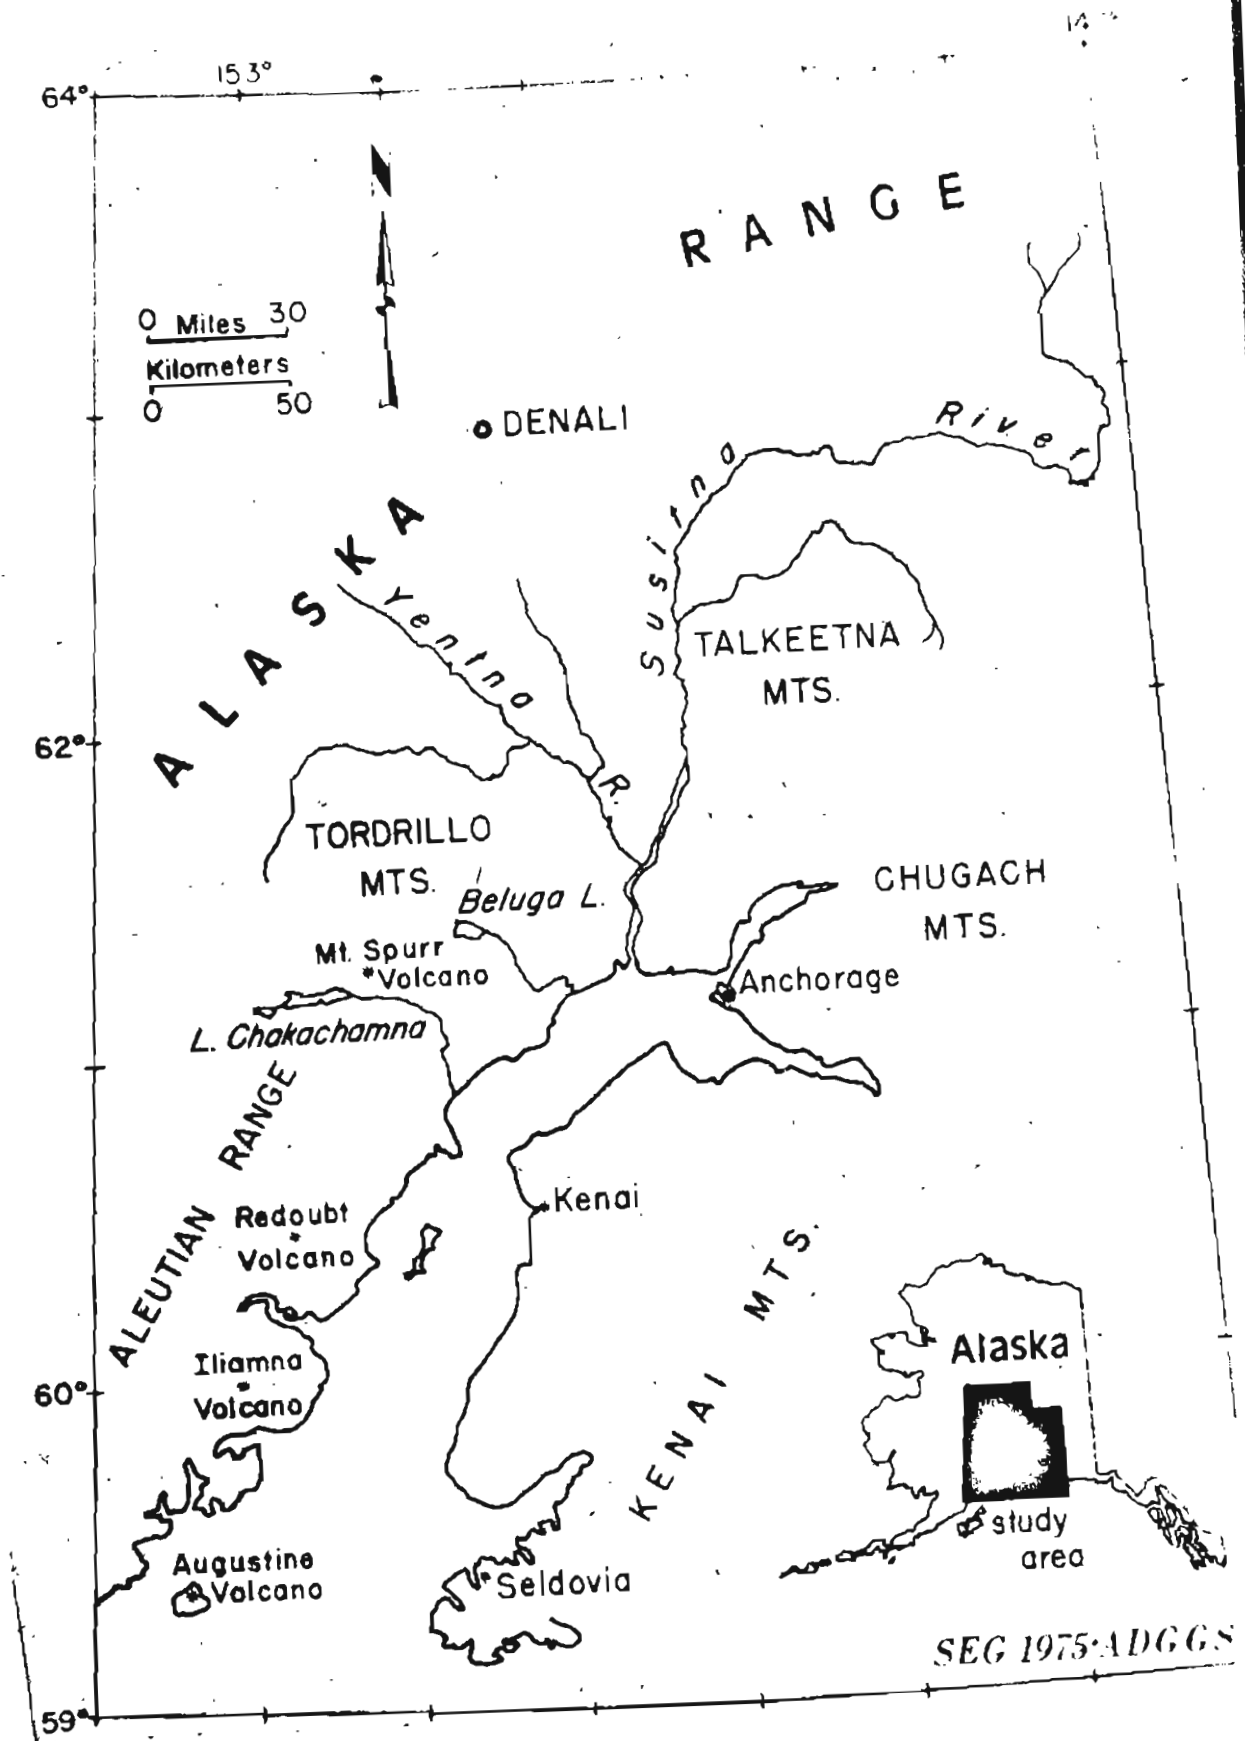 153°
64°
RANGE
0 Miles 30
Kilometers
0 50
DENALI
Susitna River
ALASKA
Yentna R.
TALKEETNA
MTS.
62°
TORDRILLO
MTS.
Beluga L.
CHUGACH
MTS.
Mt. Spurr
Volcano
Anchorage
L. Chakachamna
ALEUTIAN RANGE
Kenai
Redoubt
Volcano
KENAI MTS.
Iliamna
Volcano
60°
Alaska
study
area
Augustine
Volcano
Seldovia
SEG 1975·ADGGS
59°